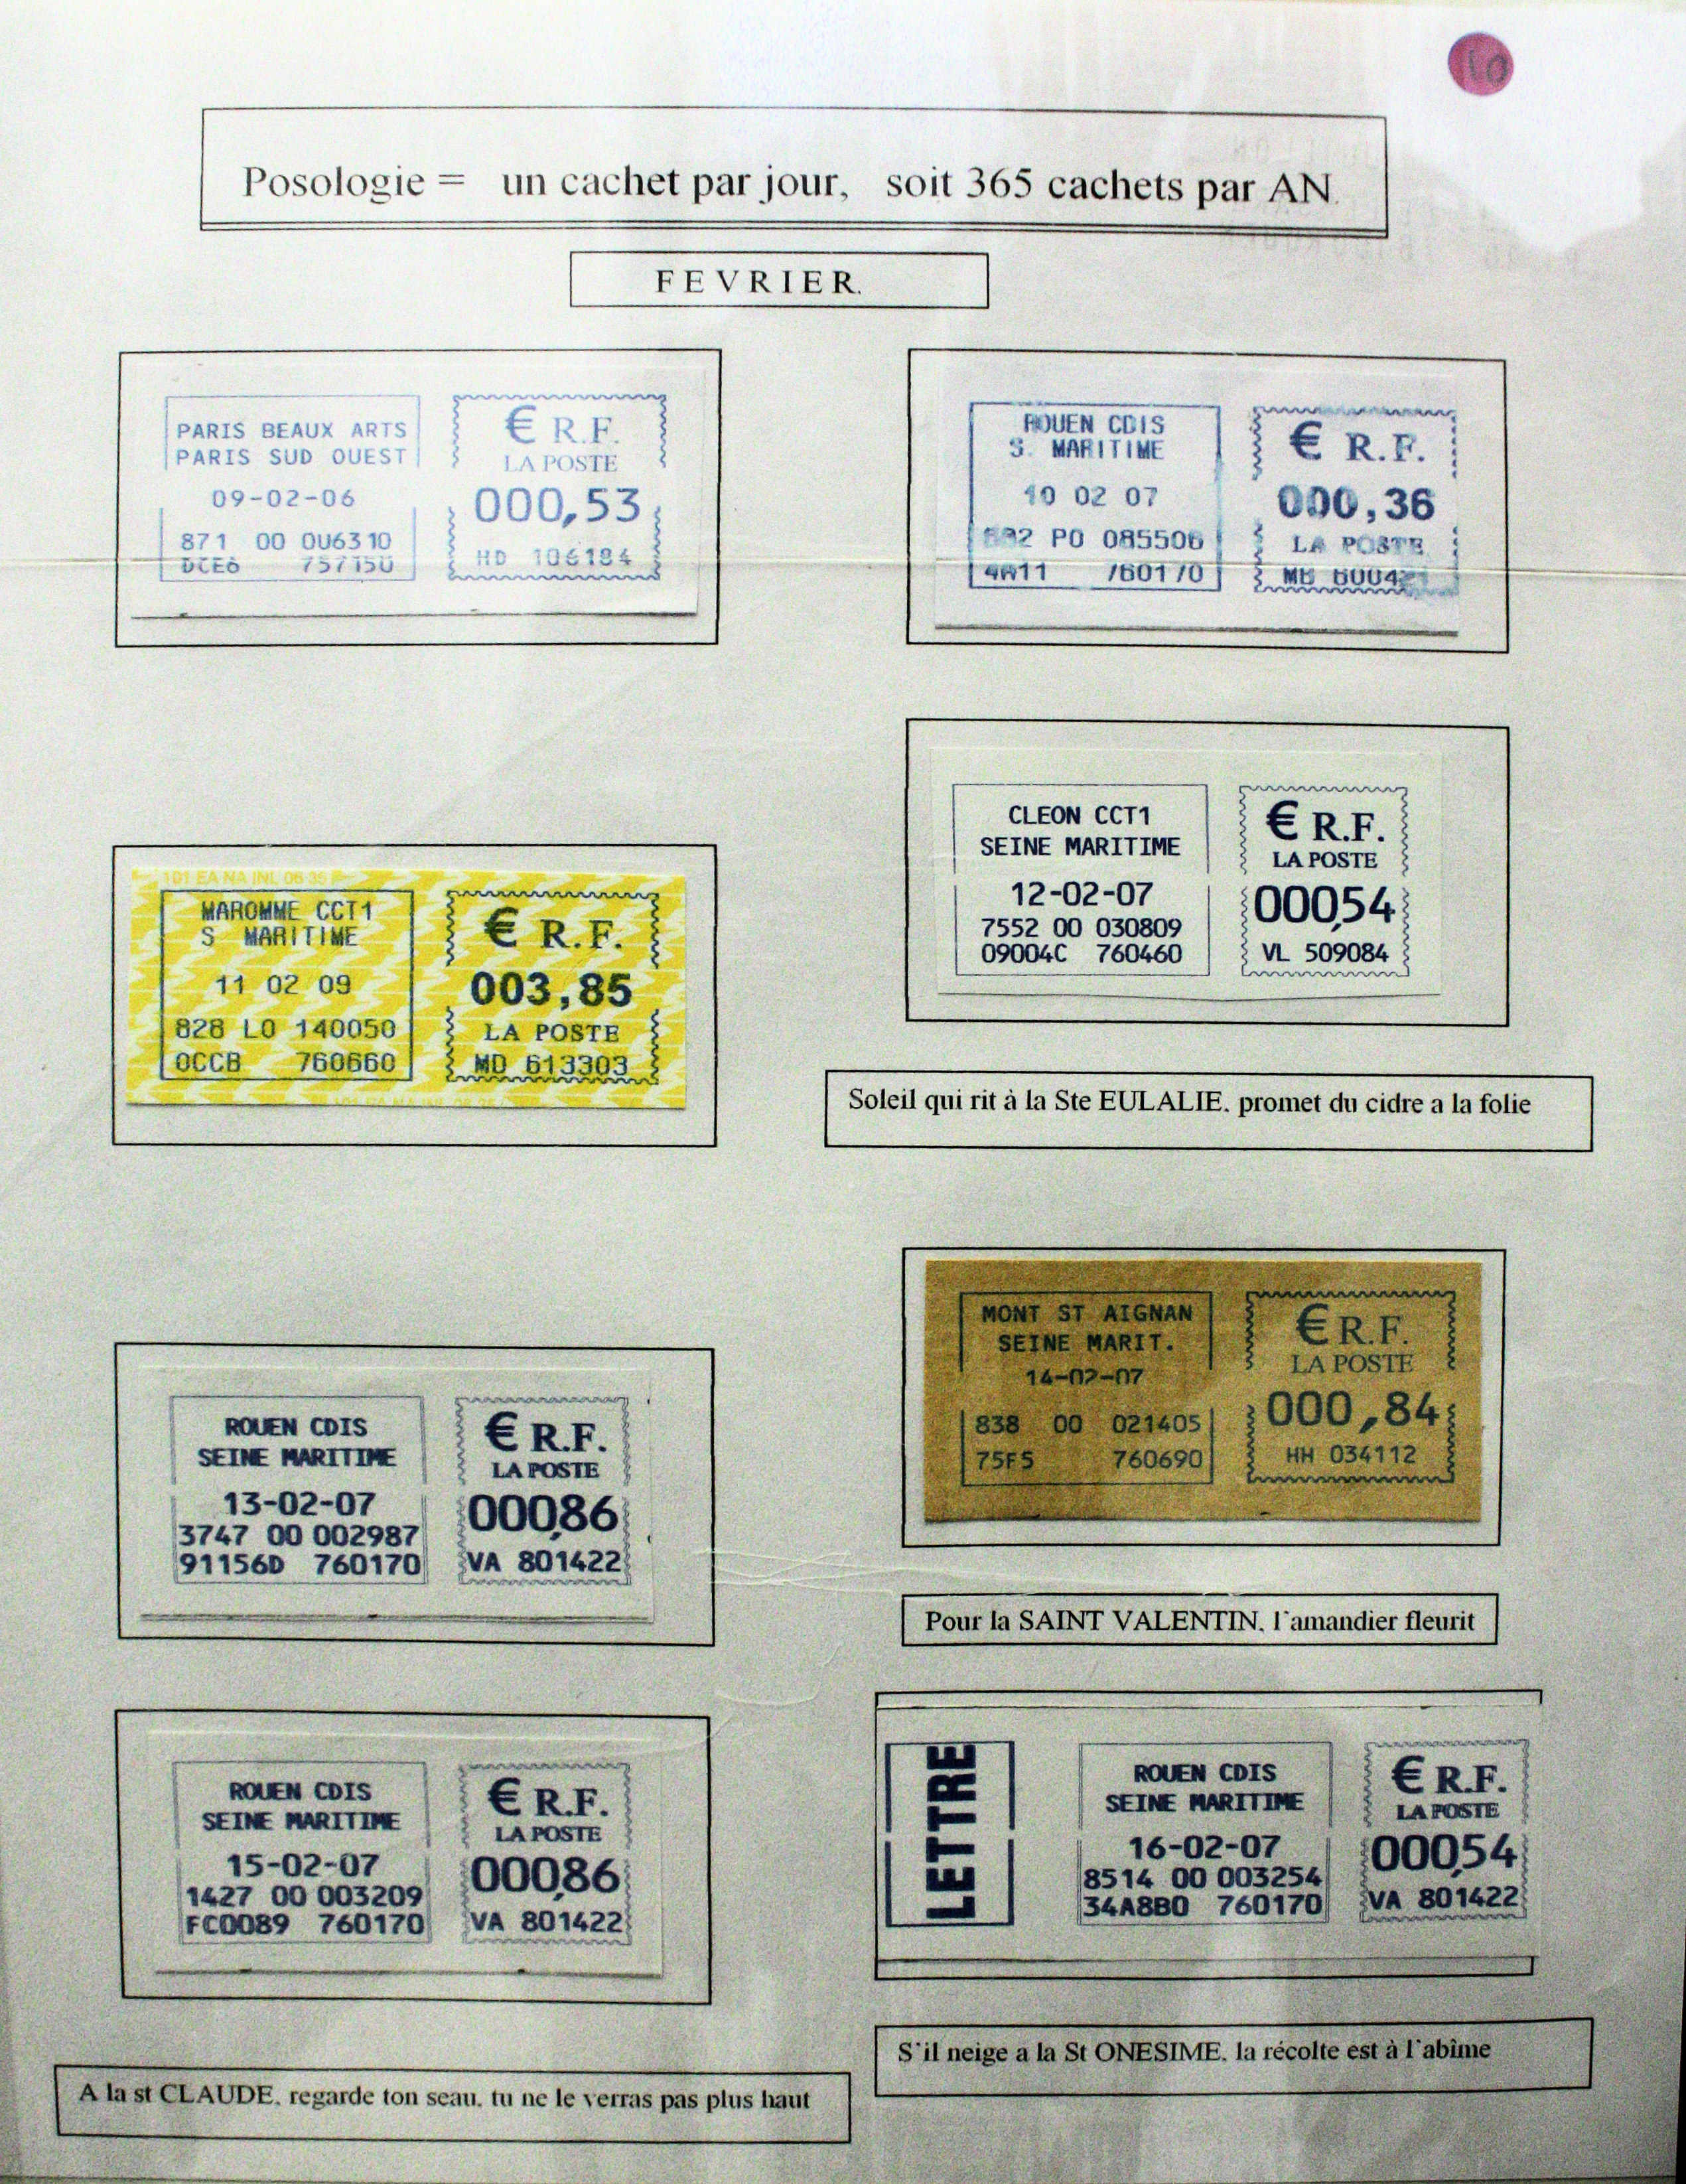 10
Posologie = un cachet par jour, soit 365 cachets par AN.
FEVRIER.
PARIS BEAUX ARTS
PARIS SUD OUEST
09-02-06
871 00 0U6310
€ R.F.
LA POSTE
000,53
HD 106184
ROUEN CDIS
S. MARITIME
10 02 07
PO 085506
760170
€ R.F.
000,36
LA POSTE
MAROMME CCT1
S MARITIME
11 02 09
828 LO 140050
0CCB 760660
€ R.F.
003,85
LA POSTE
MD 613303
CLEON CCT1
SEINE MARITIME
12-02-07
7552 00 030809
09004C 760460
€ R.F.
LA POSTE
000,54
VL 509084
Soleil qui rit à la Ste EULALIE. promet du cidre a la folie
ROUEN CDIS
SEINE MARITIME
13-02-07
3747 00 002987
91156D 760170
€ R.F.
LA POSTE
000,86
VA 801422
MONT ST AIGNAN
SEINE MARIT.
14-02-07
838 00 021405
75F5 760690
€ R.F.
LA POSTE
000,84
HH 034112
Pour la SAINT VALENTIN. l'amandier fleurit
ROUEN CDIS
SEINE MARITIME
15-02-07
1427 00 003209
FC0089 760170
€ R.F.
LA POSTE
000,86
VA 801422
LETTRE
ROUEN CDIS
SEINE MARITIME
16-02-07
8514 00 003254
34A8B0 760170
€ R.F.
LA POSTE
000,54
VA 801422
A la st CLAUDE. regarde ton seau. tu ne le verras pas plus haut
S'il neige a la St ONESIME. la récolte est à l'abîme